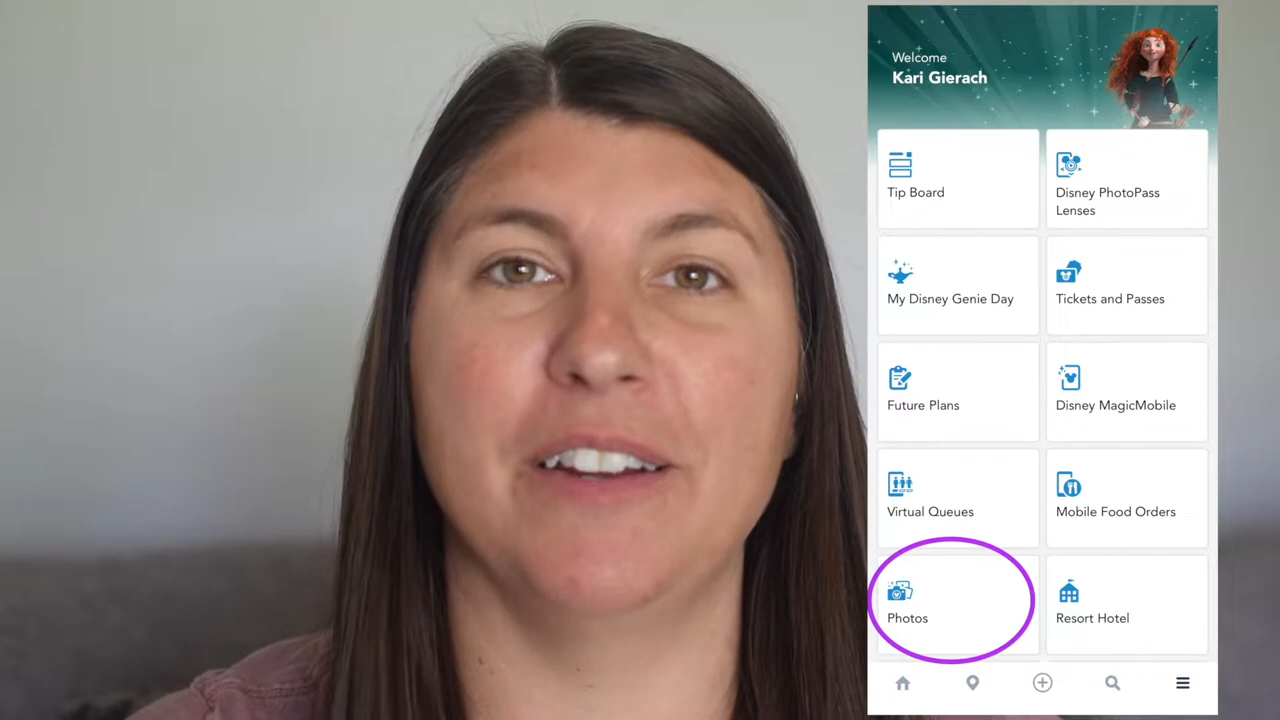 Welcome
Kari Gierach
Tip Board
Disney PhotoPass
Lenses
My Disney Genie Day
Tickets and Passes
Future Plans
Disney MagicMobile
Virtual Queues
Mobile Food Orders
Photos
Resort Hotel